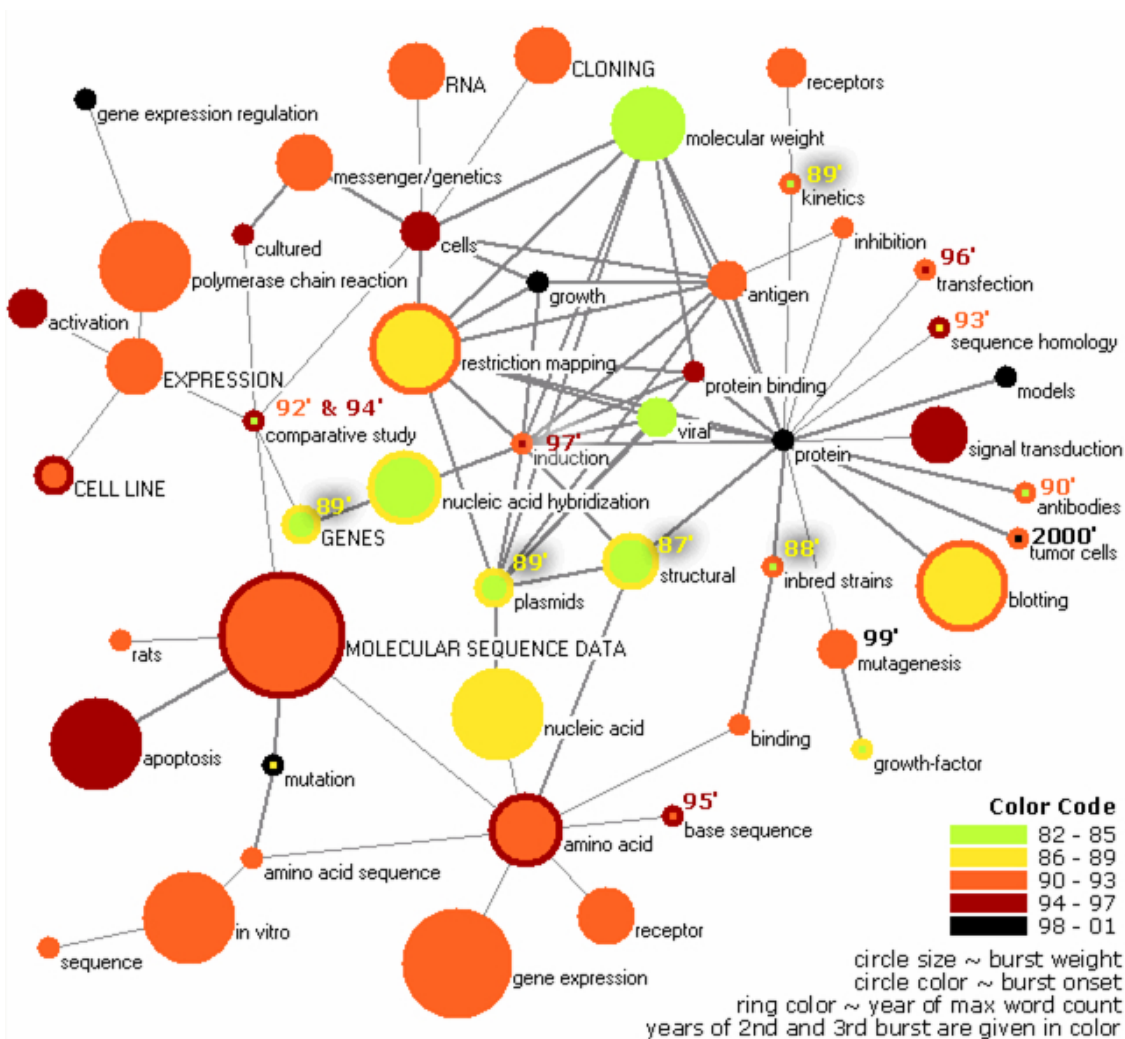 CLONING
RNA
receptors
gene expression regulation
molecular weight
messenger/genetics
89'
kinetics
cultured
cells
inhibition
96'
transfection
polymerase chain reaction
growth
antigen
activation
93'
sequence homology
restriction mapping
EXPRESSION
protein binding
models
92' & 94'
comparative study
viral
97'
induction
protein
signal transduction
CELL LINE
nucleic acid hybridization
90'
antibodies
89'
GENES
87'
structural
2000'
tumor cells
88'
inbred strains
89'
plasmids
blotting
99'
mutagenesis
rats
MOLECULAR SEQUENCE DATA
nucleic acid
binding
growth-factor
apoptosis
mutation
95'
base sequence
amino acid
amino acid sequence
in vitro
receptor
sequence
gene expression
Color Code
82 - 85
86 - 89
90 - 93
94 - 97
98 - 01
circle size ~ burst weight
circle color ~ burst onset
ring color ~ year of max word count
years of 2nd and 3rd burst are given in color